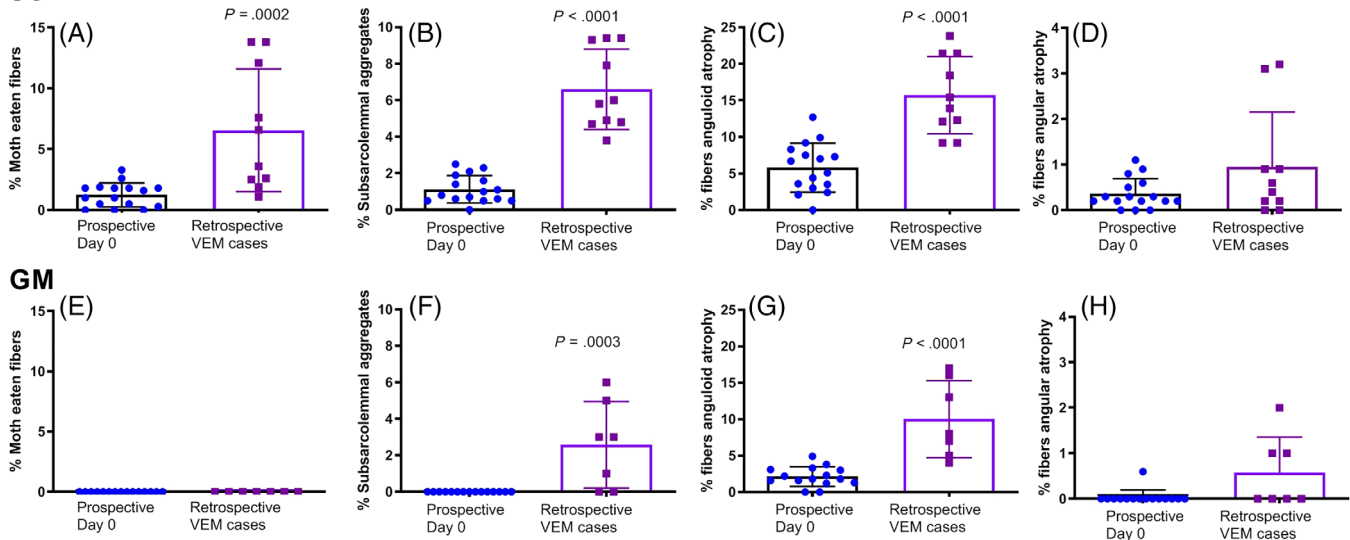 P = .0002
(A)
% Moth eaten fibers
15
10
5
0
Prospective
Day 0
Retrospective
VEM cases
P < .0001
(B)
% Subsarcolemmal aggregates
10
8
6
4
2
0
Prospective
Day 0
Retrospective
VEM cases
P < .0001
(C)
% fibers anguloid atrophy
25
20
15
10
5
0
Prospective
Day 0
Retrospective
VEM cases
(D)
% fibers angular atrophy
4
3
2
1
0
Prospective
Day 0
Retrospective
VEM cases
GM
(E)
% Moth eaten fibers
15
10
5
0
Prospective
Day 0
Retrospective
VEM cases
(F)
P = .0003
% Subsarcolemmal aggregates
10
8
6
4
2
0
Prospective
Day 0
Retrospective
VEM cases
(G)
P < .0001
% fibers anguloid atrophy
25
20
15
10
5
0
Prospective
Day 0
Retrospective
VEM cases
(H)
% fibers angular atrophy
4
3
2
1
0
Prospective
Day 0
Retrospective
VEM cases